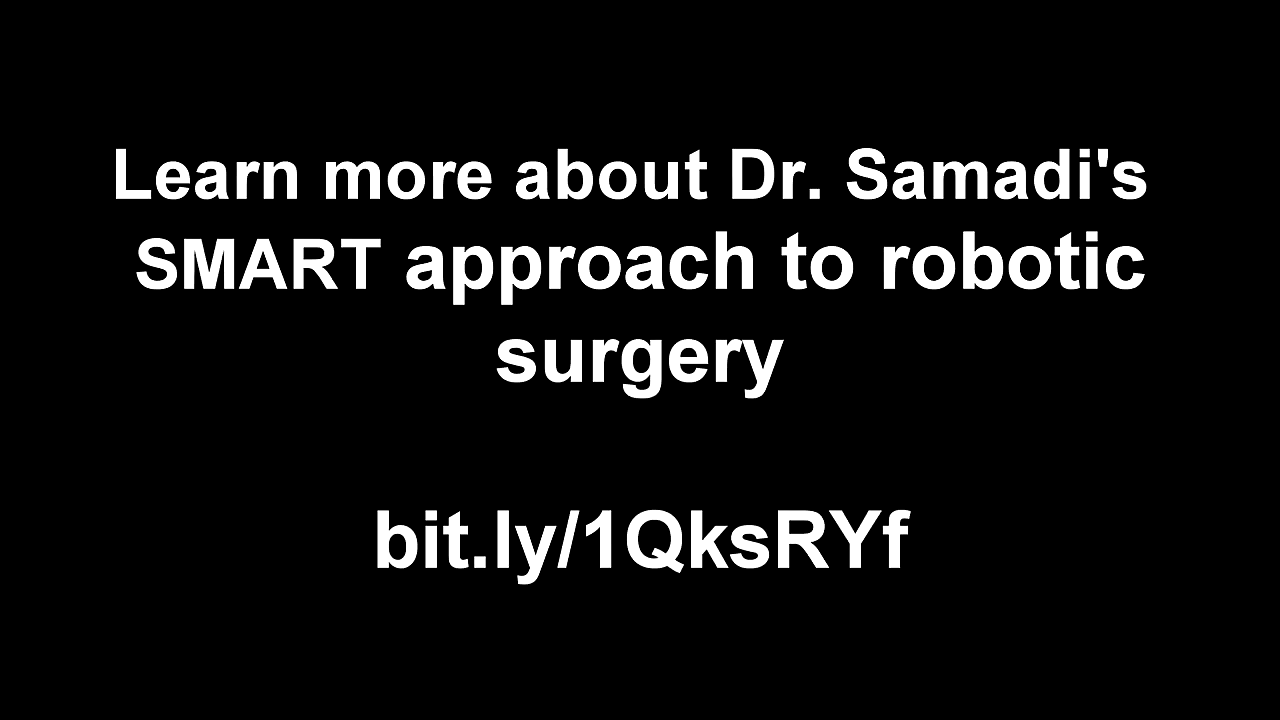 Learn more about Dr. Samadi's
SMART approach to robotic
surgery
bit.ly/1QksRYf